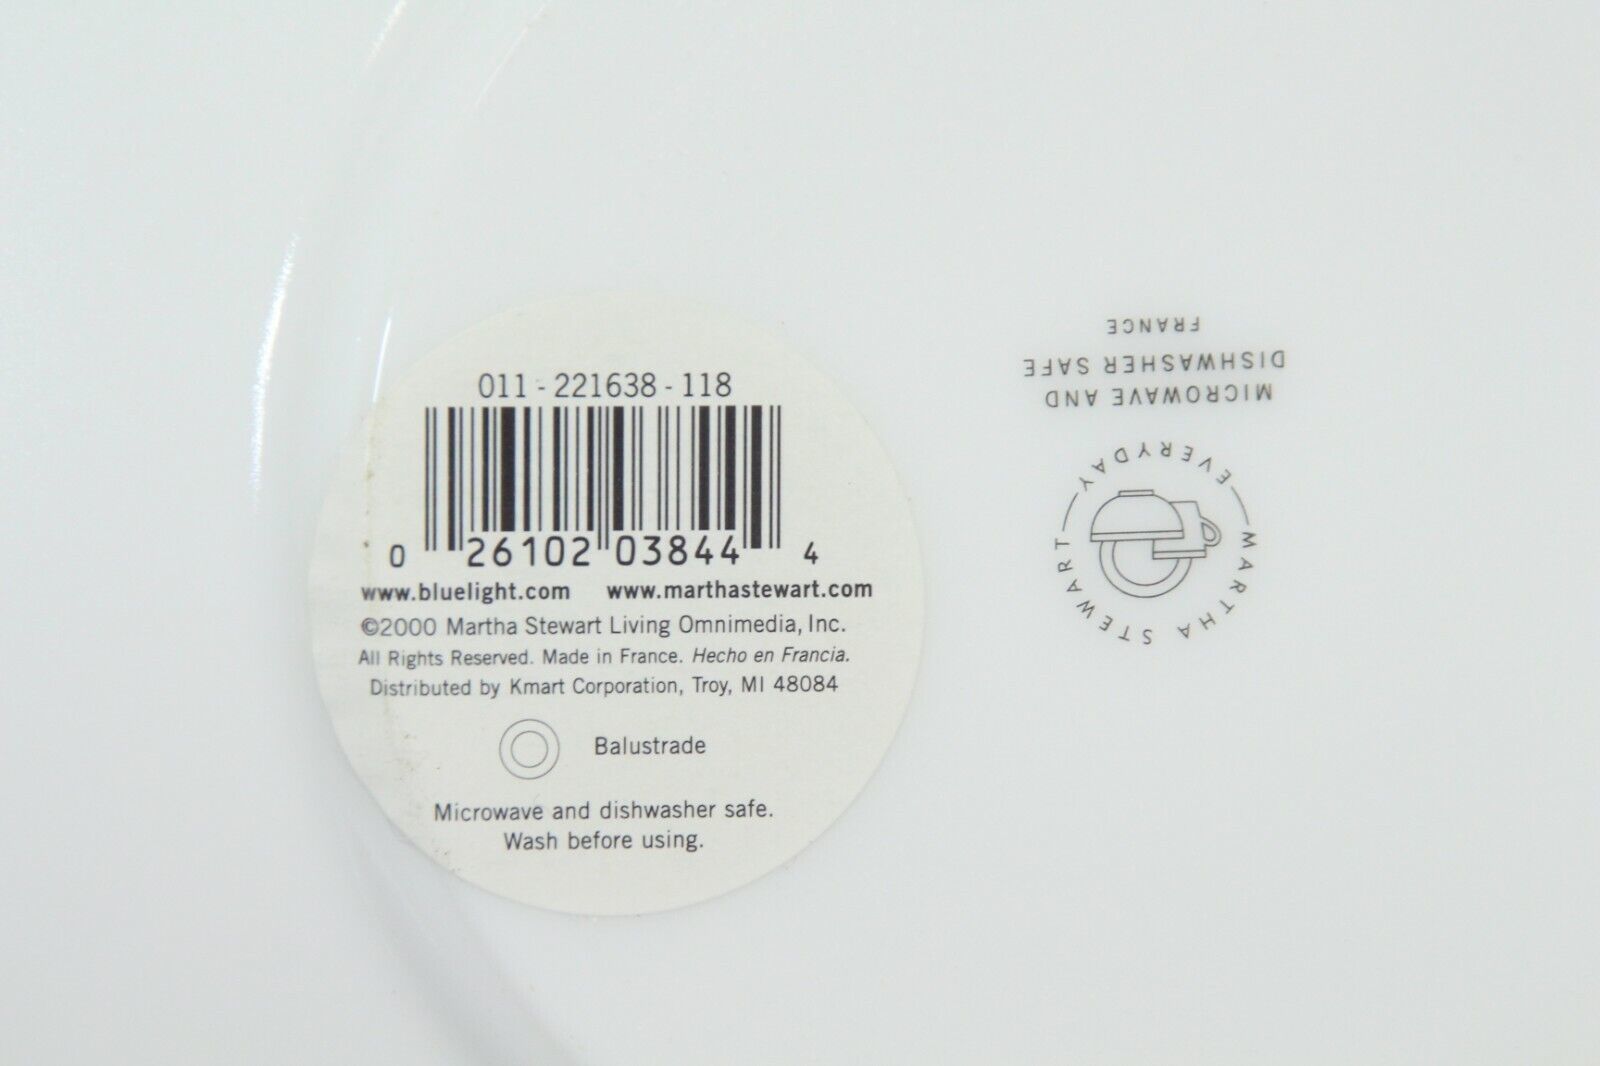 011 - 221638 - 118
0 26102 03844 4
www.bluelight.com www.marthastewart.com
©2000 Martha Stewart Living Omnimedia, Inc.
All Rights Reserved. Made in France. Hecho en Francia.
Distributed by Kmart Corporation, Troy, MI 48084
Balustrade
Microwave and dishwasher safe.
Wash before using.
MARTHA STEWART
EVERYDAY
MICROWAVE AND
DISHWASHER SAFE
FRANCE